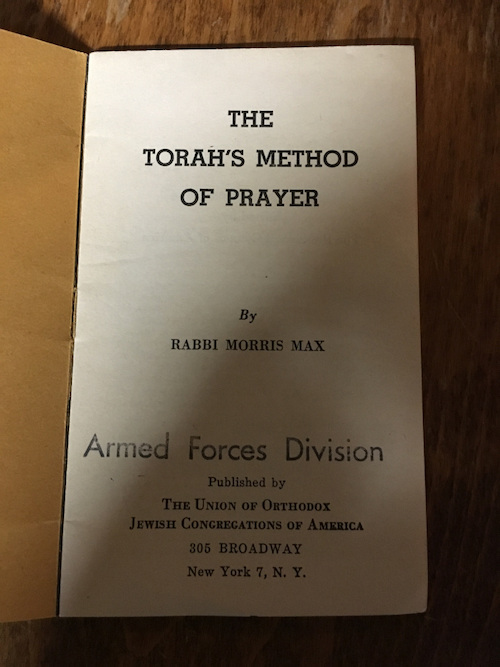 THE
TORAH'S METHOD
OF PRAYER
By
RABBI MORRIS MAX
Armed Forces Division
Published by
THE UNION OF ORTHODOX
JEWISH CONGREGATIONS OF AMERICA
305 BROADWAY
New York 7, N. Y.